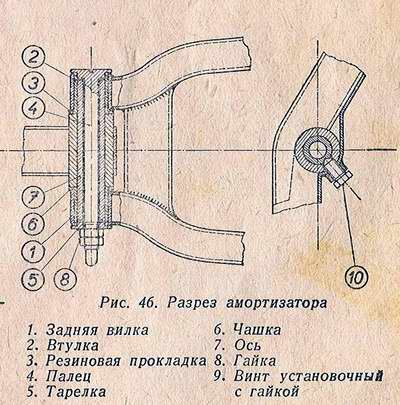 2
3
4
7
6
1
5
8
10
Рис. 46. Разрез амортизатора
1. Задняя вилка
2. Втулка
3. Резиновая прокладка
4. Палец
5. Тарелка
6. Чашка
7. Ось
8. Гайка
9. Винт установочный
с гайкой